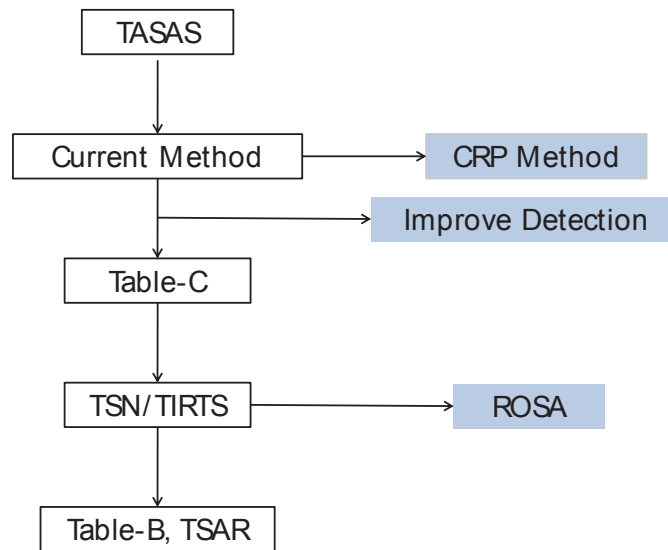 TASAS
Current Method
CRP Method
Improve Detection
Table-C
TSN/TIRTS
ROSA
Table-B, TSAR